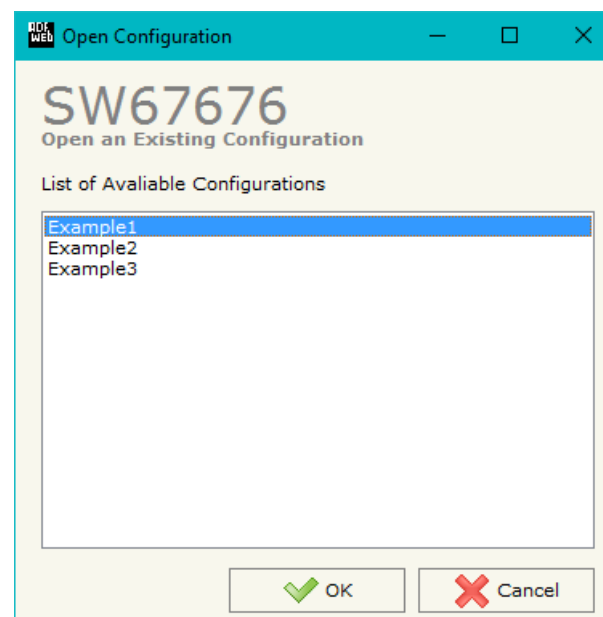 ADF
WEB Open Configuration
SW67676
Open an Existing Configuration
List of Avaliable Configurations
Example1
Example2
Example3
OK Cancel